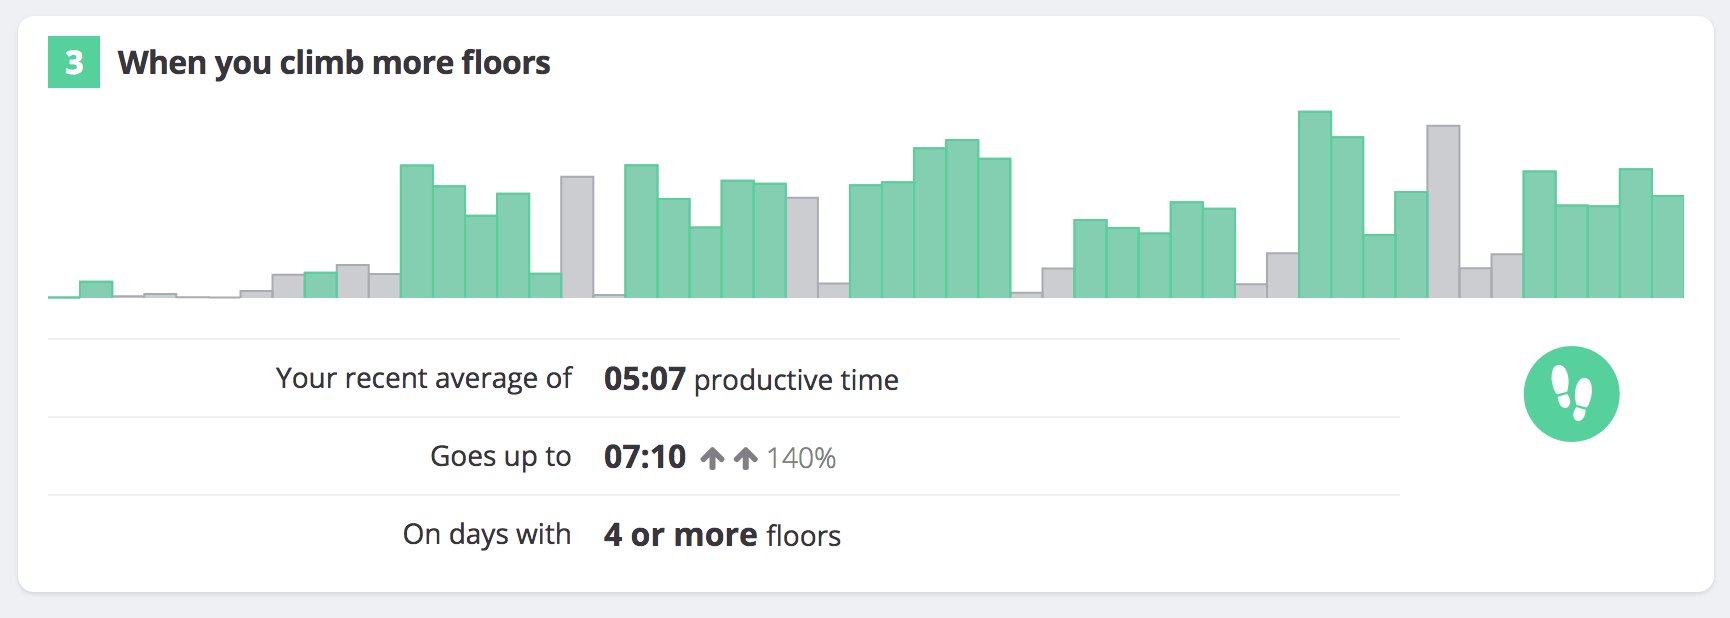 3 When you climb more floors
Your recent average of 05:07 productive time
Goes up to 07:10 140%
On days with 4 or more floors